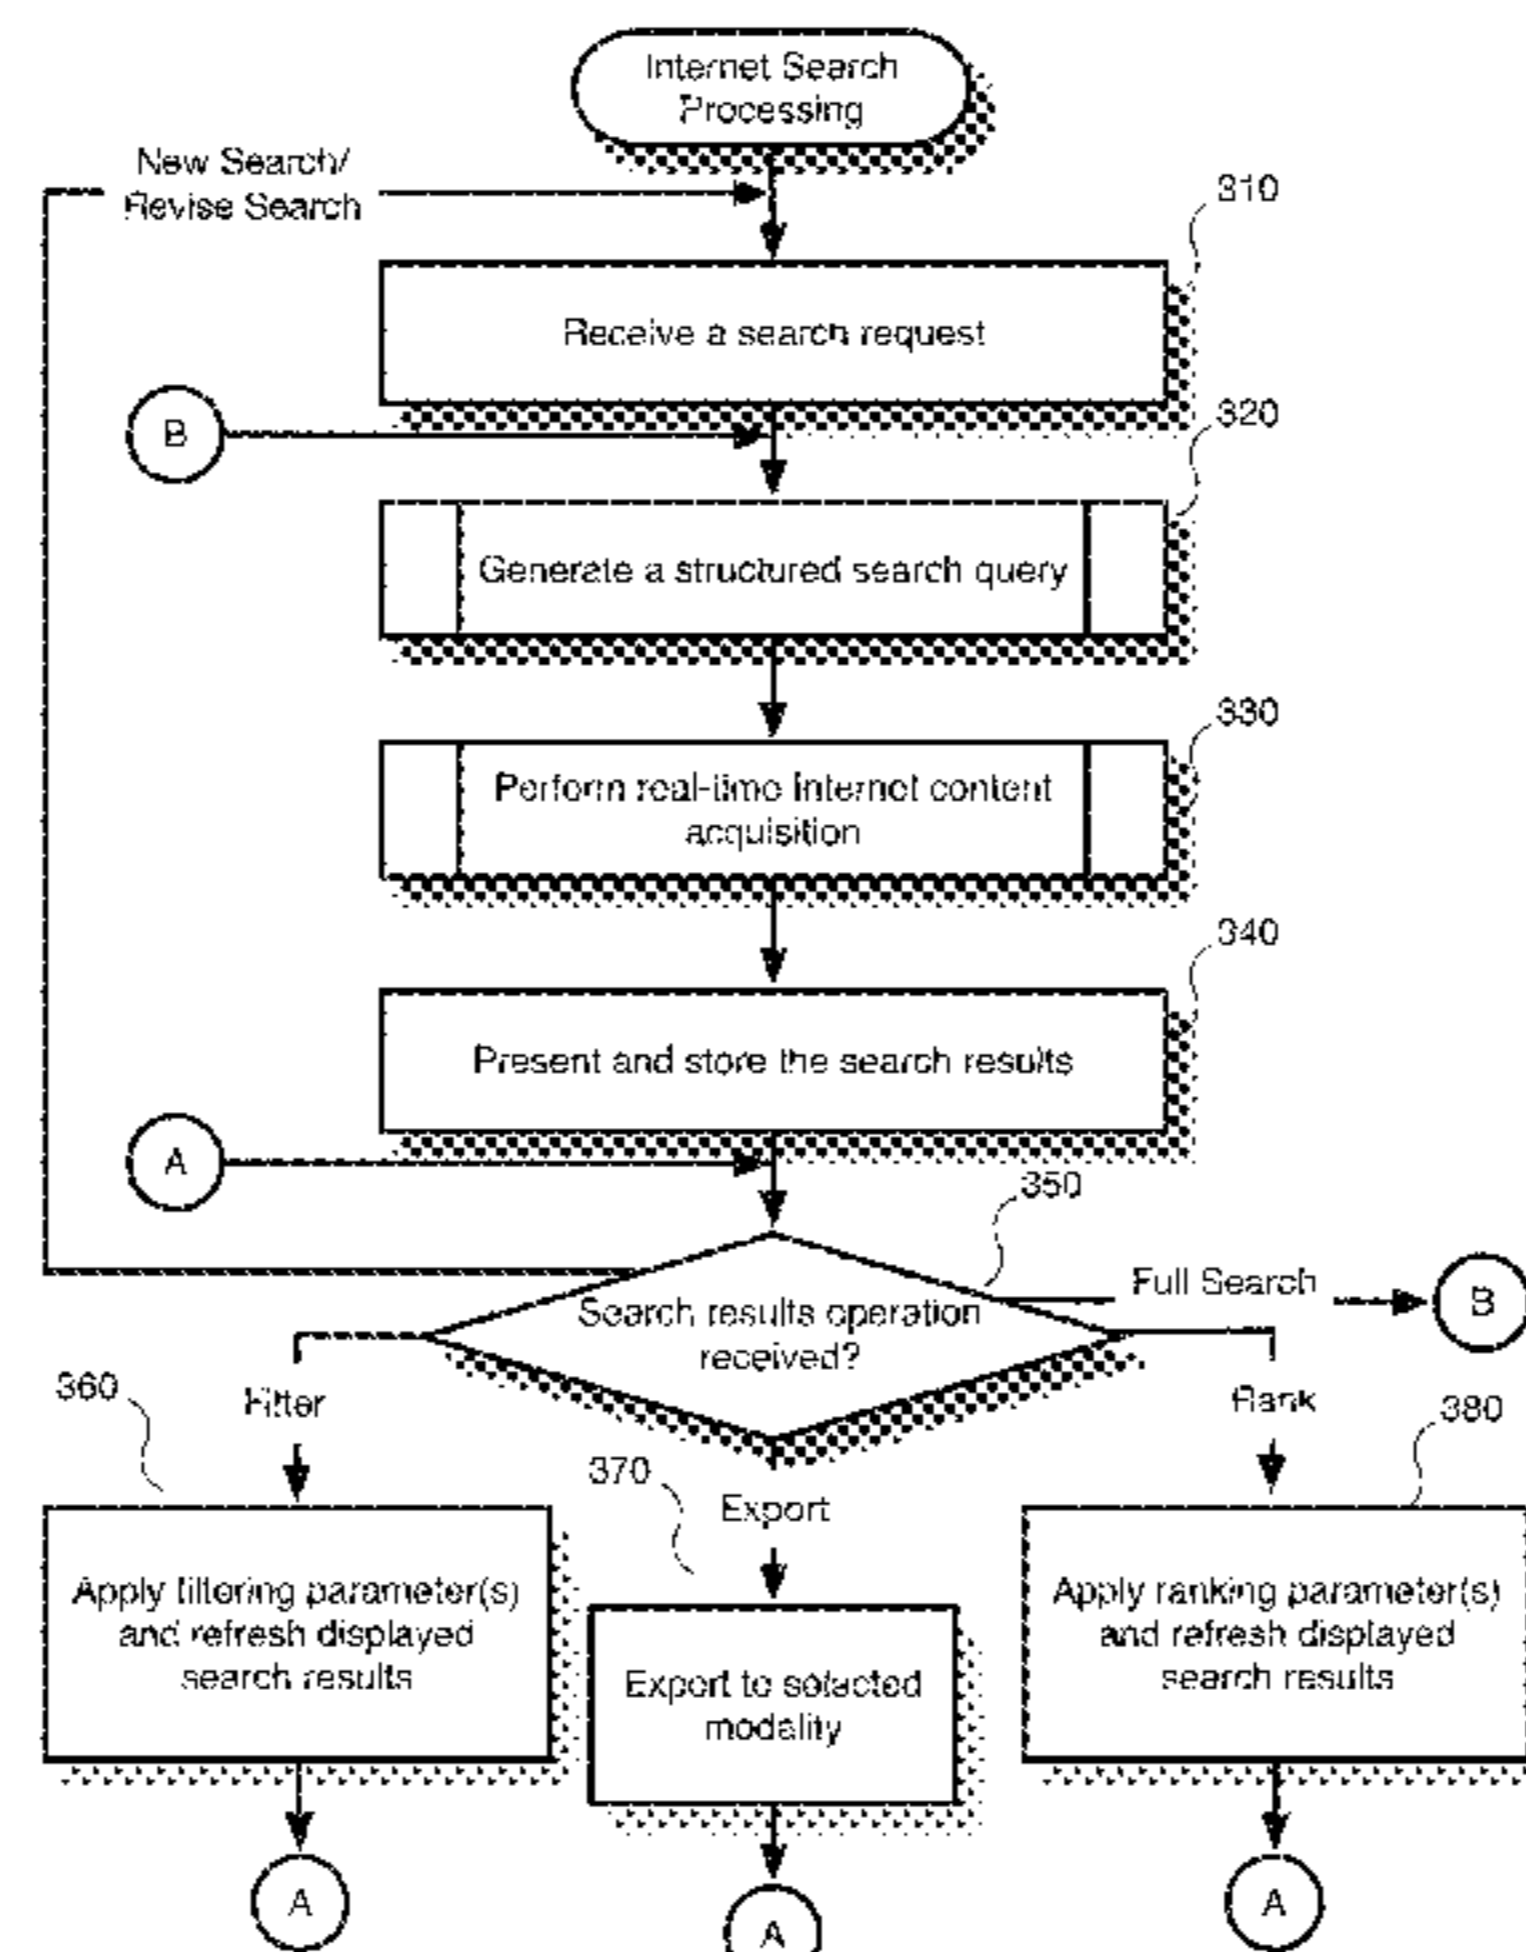 Internet Search
Processing
New Search/
Revise Search
310
Receive a search request
B
320
Generate a structured search query
330
Perform real-time Internet content
acquisition
340
Present and store the search results
A
350
Search results operation
received?
Full Search
B
360
Filter
370
Export
Rank
380
Apply filtering parameter(s)
and refresh displayed
search results
Export to selected
modality
Apply ranking parameter(s)
and refresh displayed
search results
A
A
A